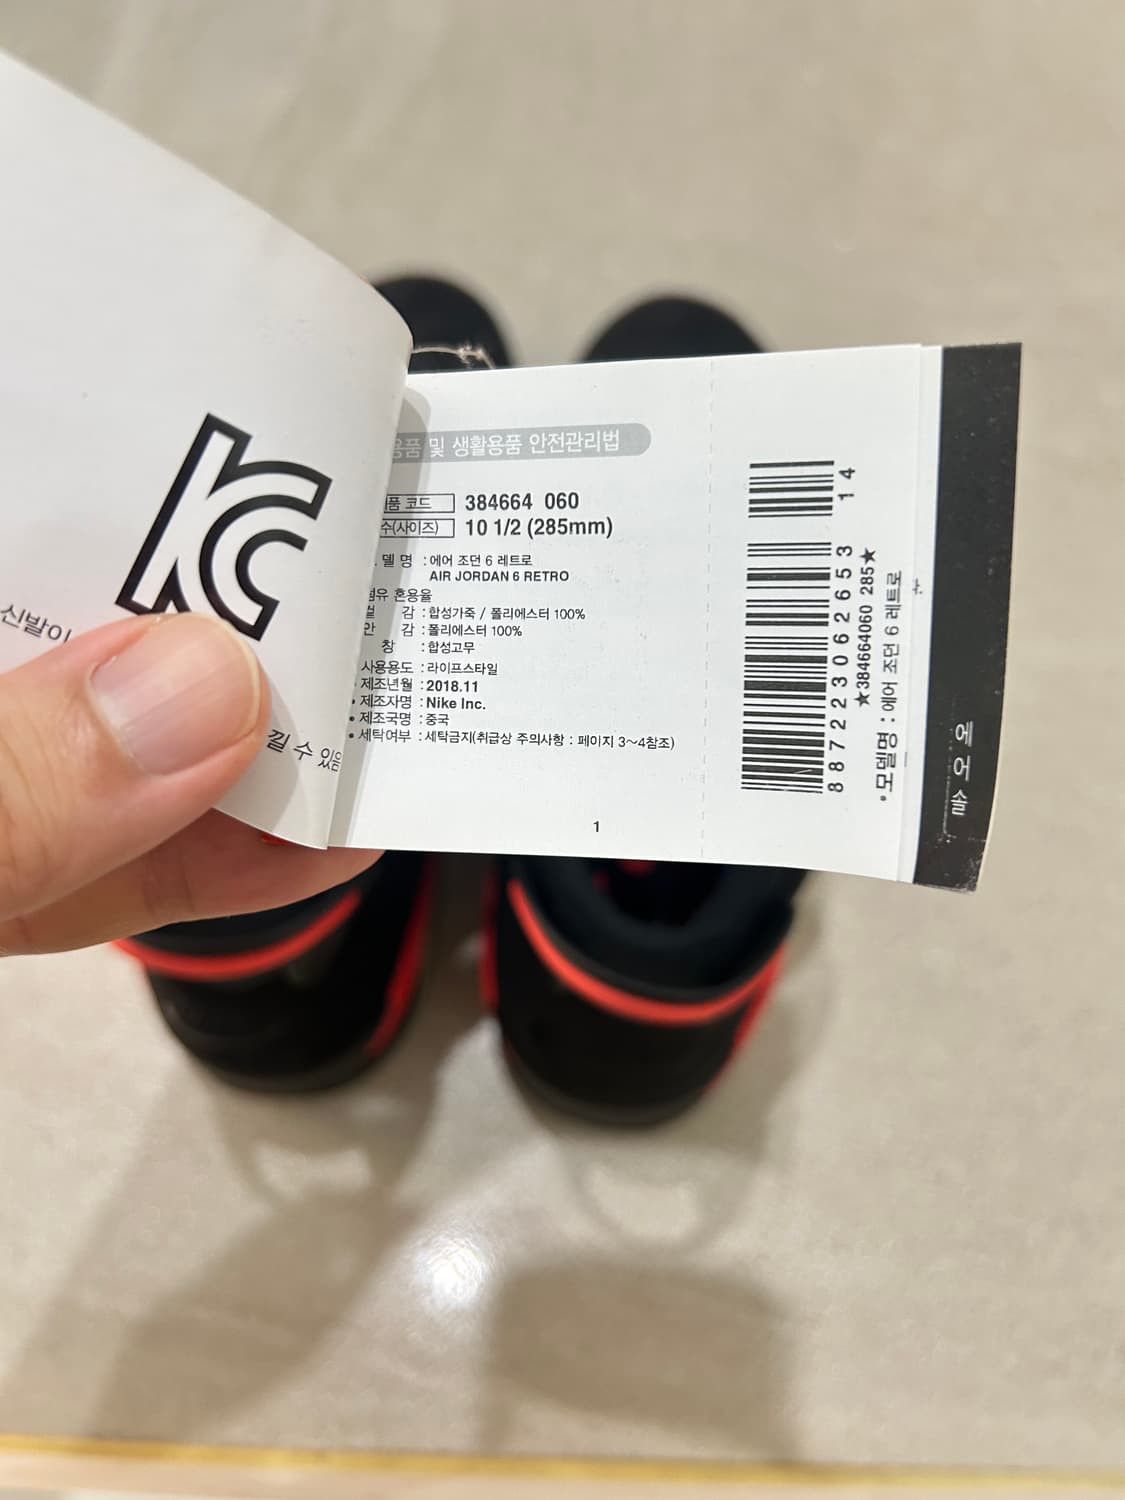 KC
신발이
길 수 있음
용품 및 생활용품 안전관리법
품 코드 384664 060
수(사이즈) 10 1/2 (285mm)
델 명 : 에어 조던 6 레트로
AIR JORDAN 6 RETRO
섬유 혼용율
겉 감 : 합성가죽 / 폴리에스터 100%
안 감 : 폴리에스터 100%
창 : 합성고무
• 사용용도 : 라이프스타일
• 제조년월 : 2018.11
• 제조자명 : Nike Inc.
• 제조국명 : 중국
• 세탁여부 : 세탁금지(취급상 주의사항 : 페이지 3~4참조)
1
14
887223062653
★384664060 285★
•모델명 : 에어 조던 6 레트로
에어솔